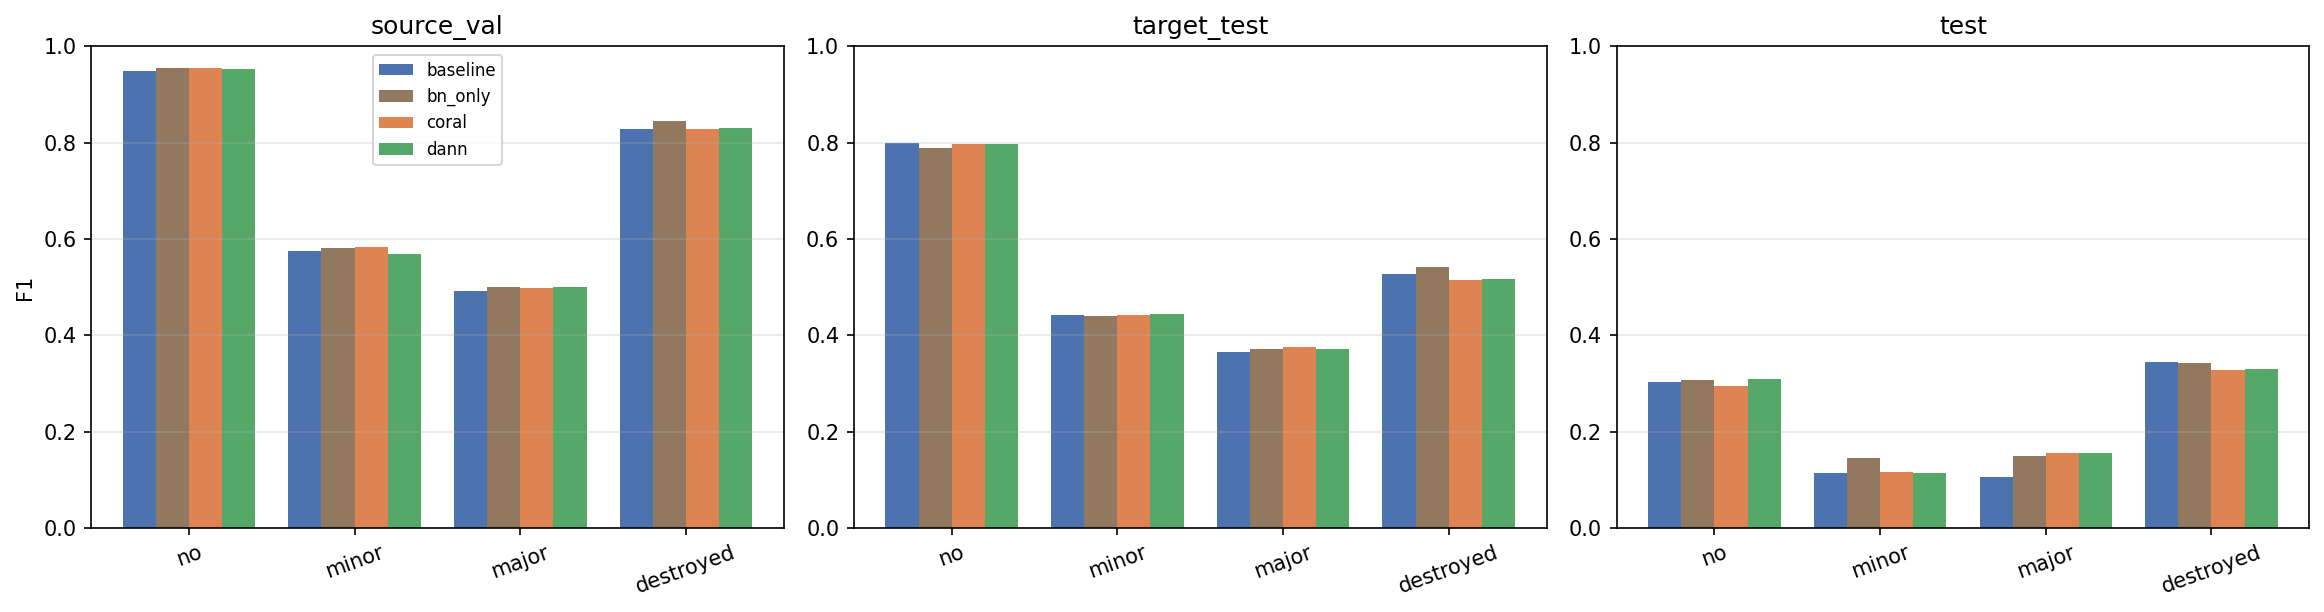 source_val
F1
1.0
0.8
0.6
0.4
0.2
0.0
baseline
bn_only
coral
dann
no
minor
major
destroyed
target_test
1.0
0.8
0.6
0.4
0.2
0.0
no
minor
major
destroyed
test
1.0
0.8
0.6
0.4
0.2
0.0
no
minor
major
destroyed